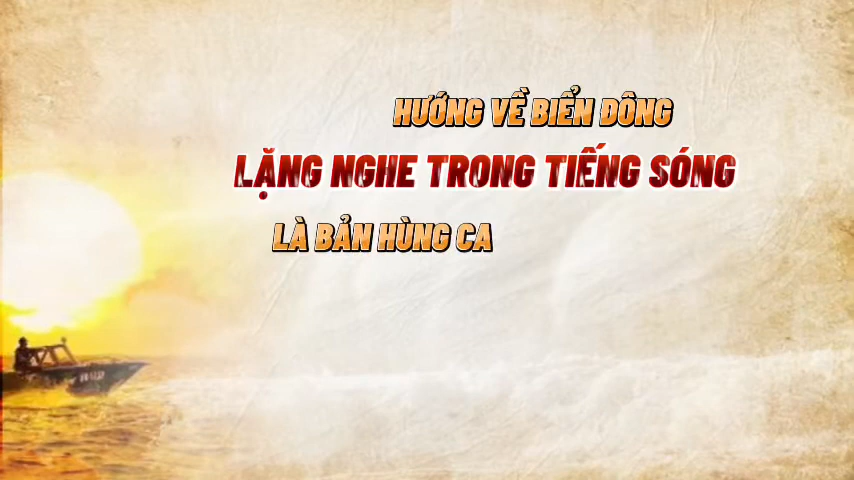 HƯỚNG VỀ BIỂN ĐÔNG
LẶNG NGHE TRONG TIẾNG SÓNG
LÀ BẢN HÙNG CA